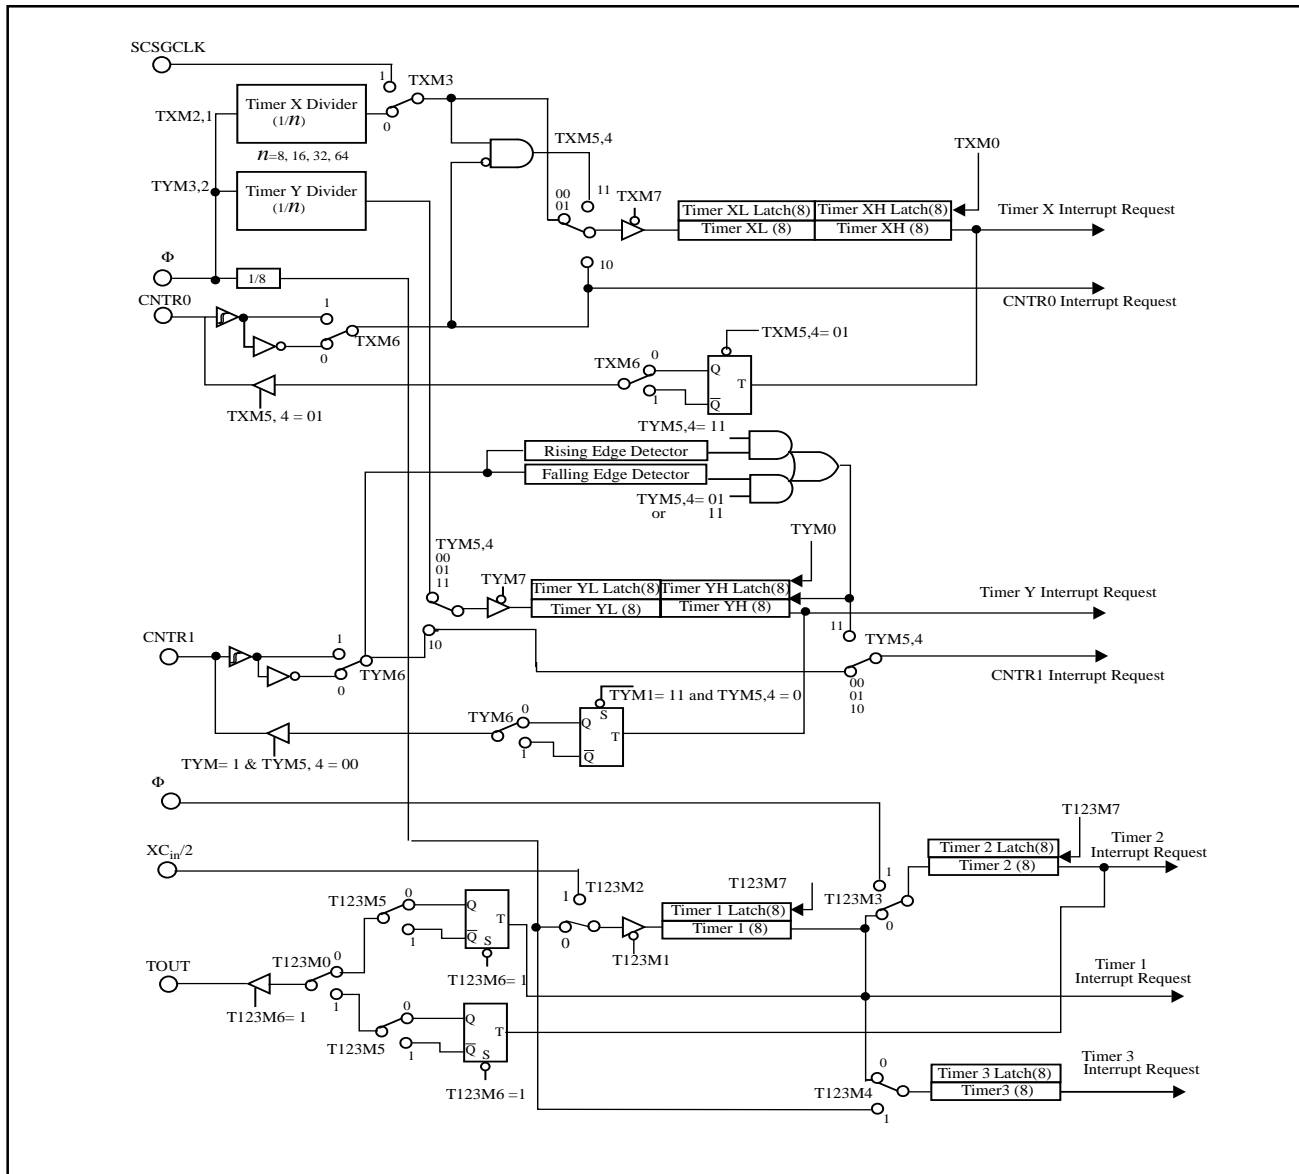 SCSGCLK
1
TXM3
Timer X Divider
(1/n)
TXM2,1
0
n=8, 16, 32, 64
TXM5,4
TXM0
TYM3,2
Timer Y Divider
(1/n)
00
01
11
TXM7
Timer XL Latch(8)
Timer XH Latch(8)
Timer XL (8)
Timer XH (8)
Timer X Interrupt Request
Φ
1/8
10
CNTR0
CNTR0 Interrupt Request
1
TXM6
0
TXM5,4= 01
TXM6
0
Q
T
1
Q̅
TXM5, 4 = 01
TYM5,4= 11
Rising Edge Detector
Falling Edge Detector
TYM5,4= 01
or 11
TYM0
TYM5,4
00
01
11
TYM7
Timer YL Latch(8)
Timer YH Latch(8)
Timer YL (8)
Timer YH (8)
Timer Y Interrupt Request
CNTR1
1
10
11
TYM5,4
TYM6
0
CNTR1 Interrupt Request
00
01
10
TYM1= 11 and TYM5,4 = 0
TYM6
0
S
Q
T
1
Q̅
TYM= 1 & TYM5, 4 = 00
Φ
T123M7
Timer 2
Interrupt Request
Timer 2 Latch(8)
Timer 2 (8)
XCin/2
1
T123M2
T123M7
1
T123M3
0
T123M5
0
Q
T
Timer 1 Latch(8)
Timer 1 (8)
1
Q̅
S
0
T123M1
TOUT
T123M0
0
T123M6= 1
Timer 1
Interrupt Request
1
T123M6= 1
0
Q
T
T123M5
S
1
Q̅
T123M6 =1
0
Timer 3
Interrupt Request
T123M4
Timer 3 Latch(8)
Timer3 (8)
1